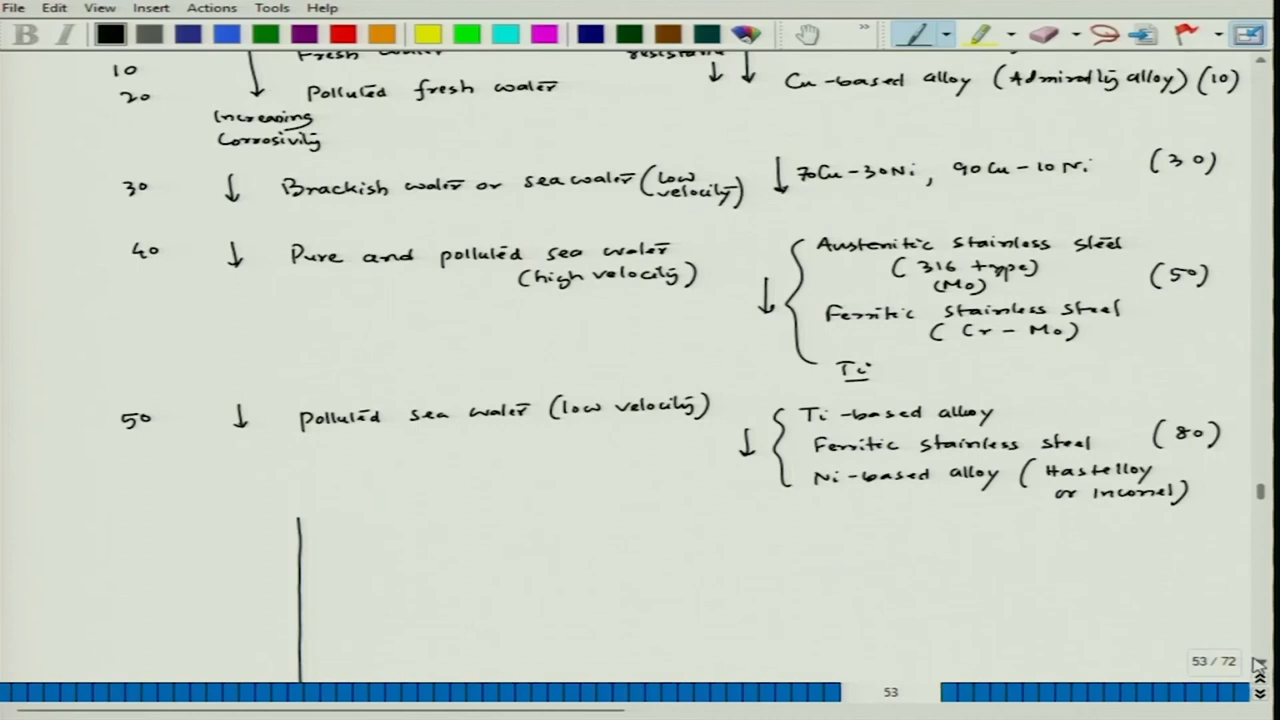 File Edit View Insert Actions Tools Help
B I
»
Fresh water resistant
10
20 Polluted fresh water Cu-based alloy (Admiralty alloy) (10)
Increasing
Corrosivity
30 Brackish water or sea water (low velocity) 70Cu-30Ni, 90Cu-10Ni (30)
40 Pure and polluted sea water Austenitic stainless steel
(high velocity) (316 type) (50)
(Mo)
Ferritic stainless steel
(Cr-Mo)
Ti
50 Polluted sea water (low velocity) Ti-based alloy
Ferritic stainless steel (80)
Ni-based alloy (Hastelloy
or Inconel)
53 / 72
53